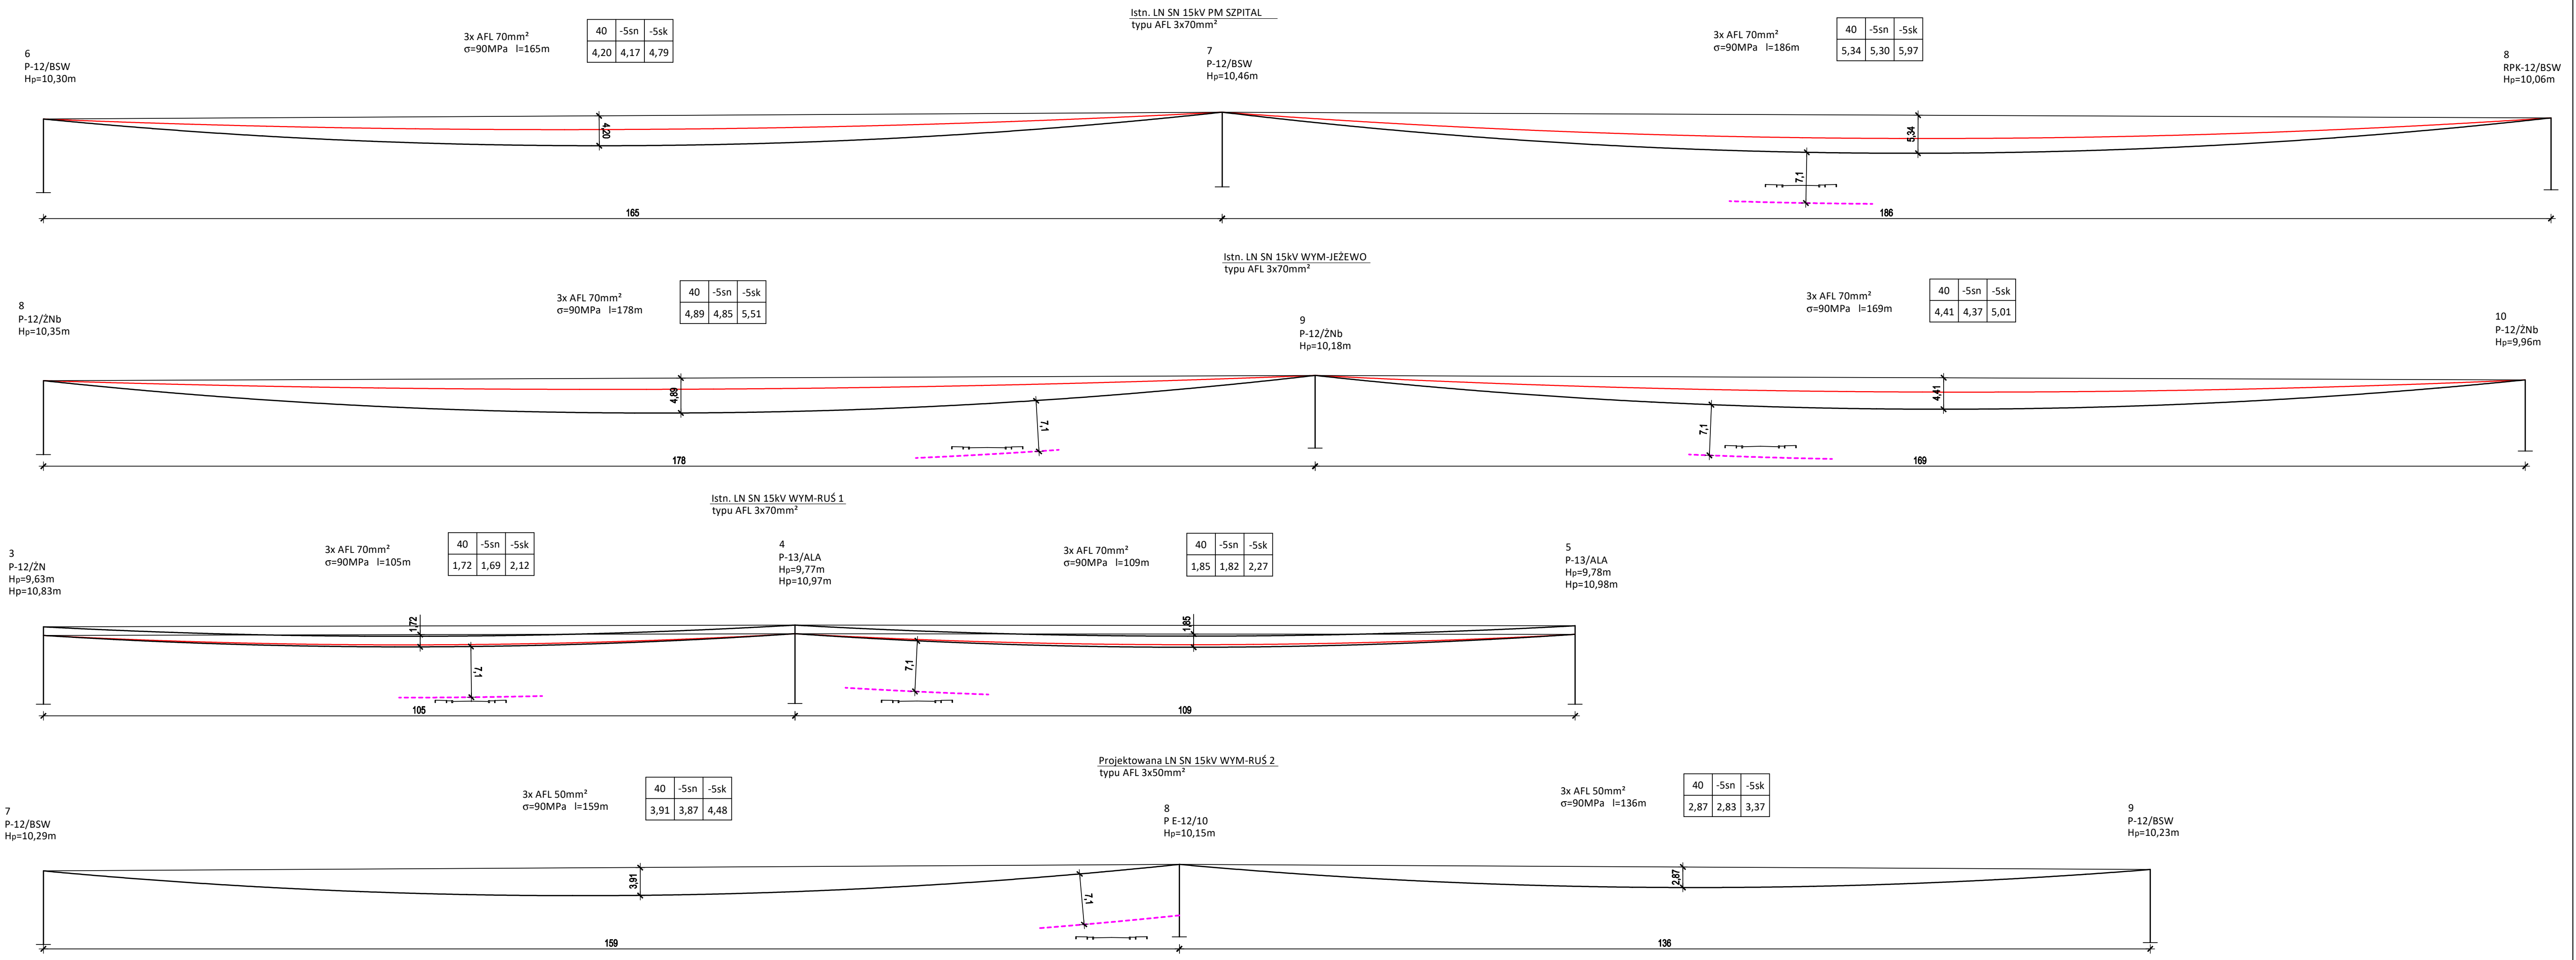 Istn. LN SN 15kV PM SZPITAL
typu AFL 3x70mm²
6
P-12/BSW
Hp=10,30m
3x AFL 70mm²
σ=90MPa l=165m
40 -5sn -5sk
4,20 4,17 4,79
7
P-12/BSW
Hp=10,46m
3x AFL 70mm²
σ=90MPa l=186m
40 -5sn -5sk
5,34 5,30 5,97
8
RPK-12/BSW
Hp=10,06m
4,20
5,34
7,1
165
186
Istn. LN SN 15kV WYM-JEŻEWO
typu AFL 3x70mm²
8
P-12/ŻNb
Hp=10,35m
3x AFL 70mm²
σ=90MPa l=178m
40 -5sn -5sk
4,89 4,85 5,51
9
P-12/ŻNb
Hp=10,18m
3x AFL 70mm²
σ=90MPa l=169m
40 -5sn -5sk
4,41 4,37 5,01
10
P-12/ŻNb
Hp=9,96m
4,89
7,1
4,41
7,1
178
169
Istn. LN SN 15kV WYM-RUŚ 1
typu AFL 3x70mm²
3
P-12/ŻN
Hp=9,63m
Hp=10,83m
3x AFL 70mm²
σ=90MPa l=105m
40 -5sn -5sk
1,72 1,69 2,12
4
P-13/ALA
Hp=9,77m
Hp=10,97m
3x AFL 70mm²
σ=90MPa l=109m
40 -5sn -5sk
1,85 1,82 2,27
5
P-13/ALA
Hp=9,78m
Hp=10,98m
1,72
7,1
1,85
7,1
105
109
Projektowana LN SN 15kV WYM-RUŚ 2
typu AFL 3x50mm²
7
P-12/BSW
Hp=10,29m
3x AFL 50mm²
σ=90MPa l=159m
40 -5sn -5sk
3,91 3,87 4,48
8
P E-12/10
Hp=10,15m
3x AFL 50mm²
σ=90MPa l=136m
40 -5sn -5sk
2,87 2,83 3,37
9
P-12/BSW
Hp=10,23m
3,91
7,1
2,87
159
136